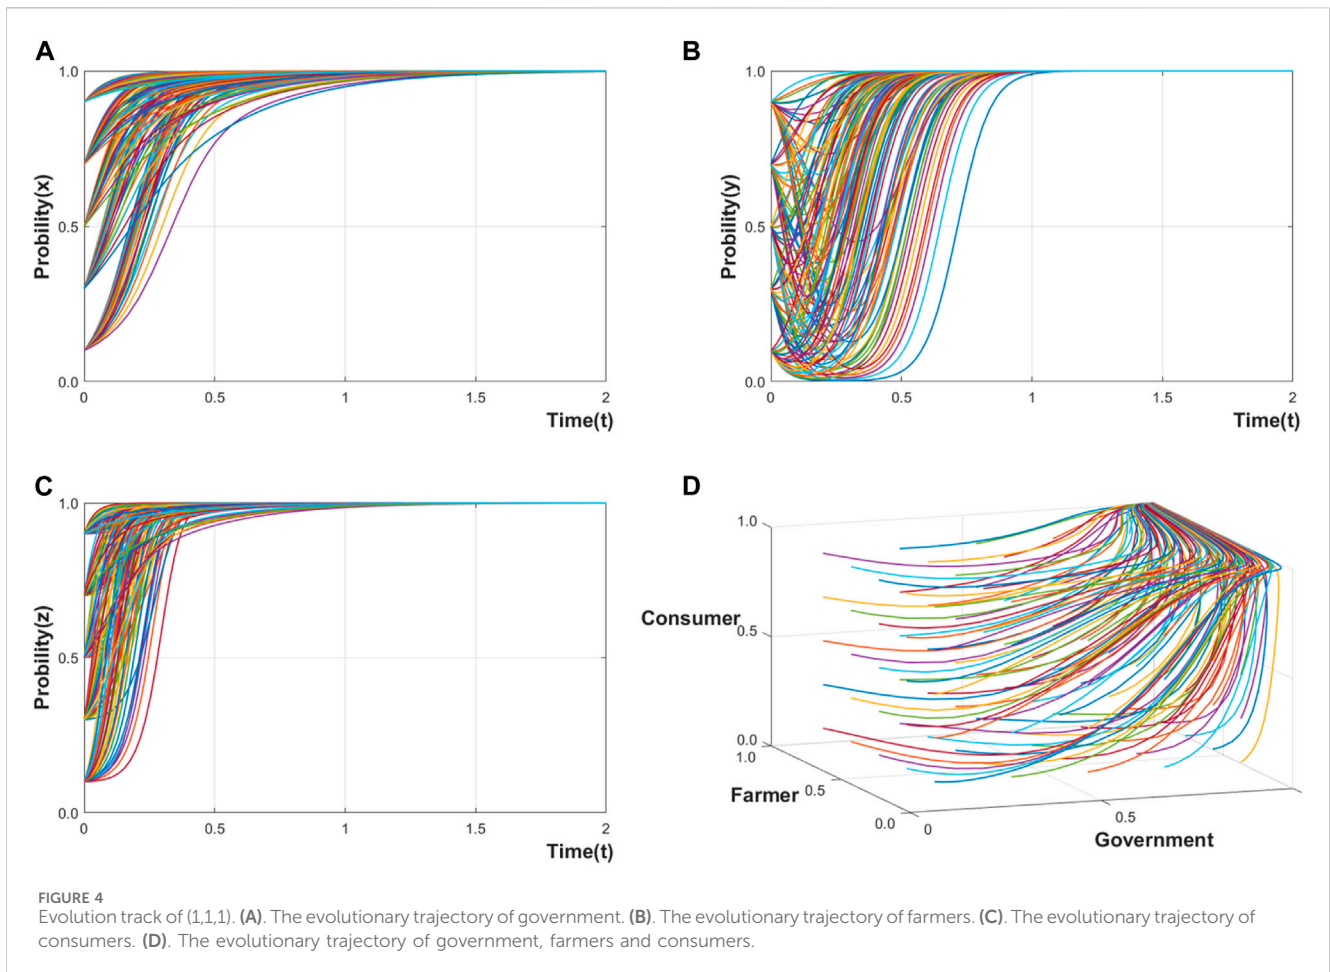 A
1.0
0.5
0.0
Probility(x)
0
0.5
1
1.5
2
Time(t)
B
1.0
0.5
0.0
Probility(y)
0
0.5
1
1.5
2
Time(t)
C
1.0
0.5
0.0
Probility(z)
0
0.5
1
1.5
2
Time(t)
D
1.0
Consumer
0.5
0.0
1.0
Farmer
0.5
0.0
0
0.5
Government
FIGURE 4
Evolution track of (1,1,1). (A). The evolutionary trajectory of government. (B). The evolutionary trajectory of farmers. (C). The evolutionary trajectory of
consumers. (D). The evolutionary trajectory of government, farmers and consumers.